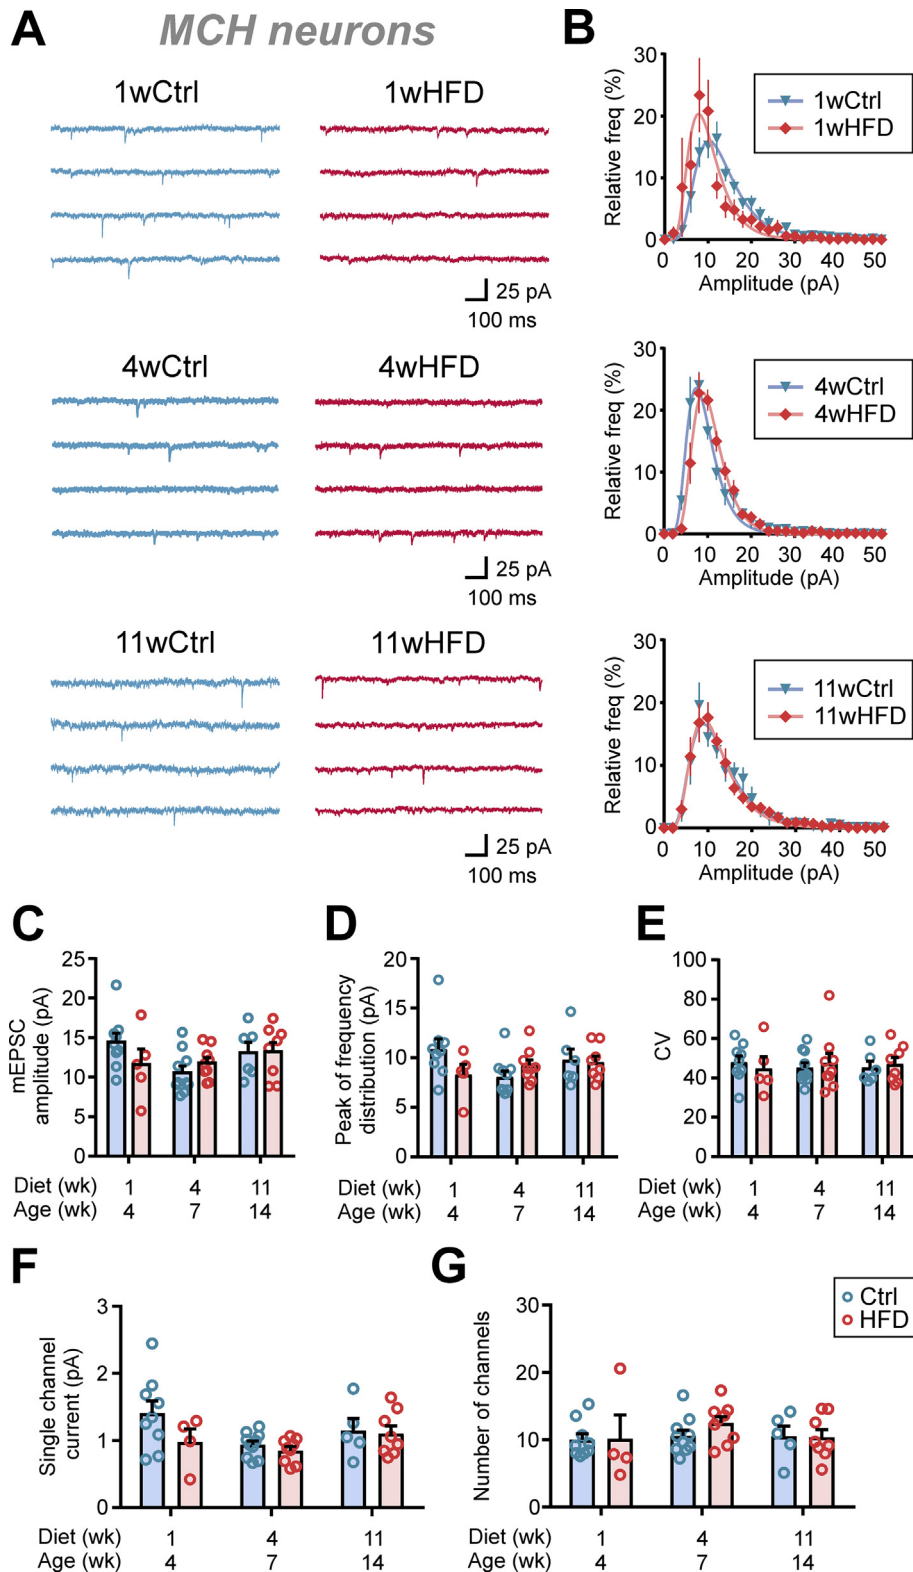 A
MCH neurons
1wCtrl
1wHFD
25 pA
100 ms
4wCtrl
4wHFD
25 pA
100 ms
11wCtrl
11wHFD
25 pA
100 ms
B
30
20
10
0
Relative freq (%)
0 10 20 30 40 50
Amplitude (pA)
1wCtrl
1wHFD
30
20
10
0
Relative freq (%)
0 10 20 30 40 50
Amplitude (pA)
4wCtrl
4wHFD
30
20
10
0
Relative freq (%)
0 10 20 30 40 50
Amplitude (pA)
11wCtrl
11wHFD
C
mEPSC
amplitude (pA)
25
20
15
10
5
0
Diet (wk) 1 4 11
Age (wk) 4 7 14
D
Peak of frequency
distribution (pA)
20
15
10
5
0
Diet (wk) 1 4 11
Age (wk) 4 7 14
E
CV
100
80
60
40
20
0
Diet (wk) 1 4 11
Age (wk) 4 7 14
F
Single channel
current (pA)
3
2
1
0
Diet (wk) 1 4 11
Age (wk) 4 7 14
G
Number of channels
30
20
10
0
Diet (wk) 1 4 11
Age (wk) 4 7 14
Ctrl
HFD